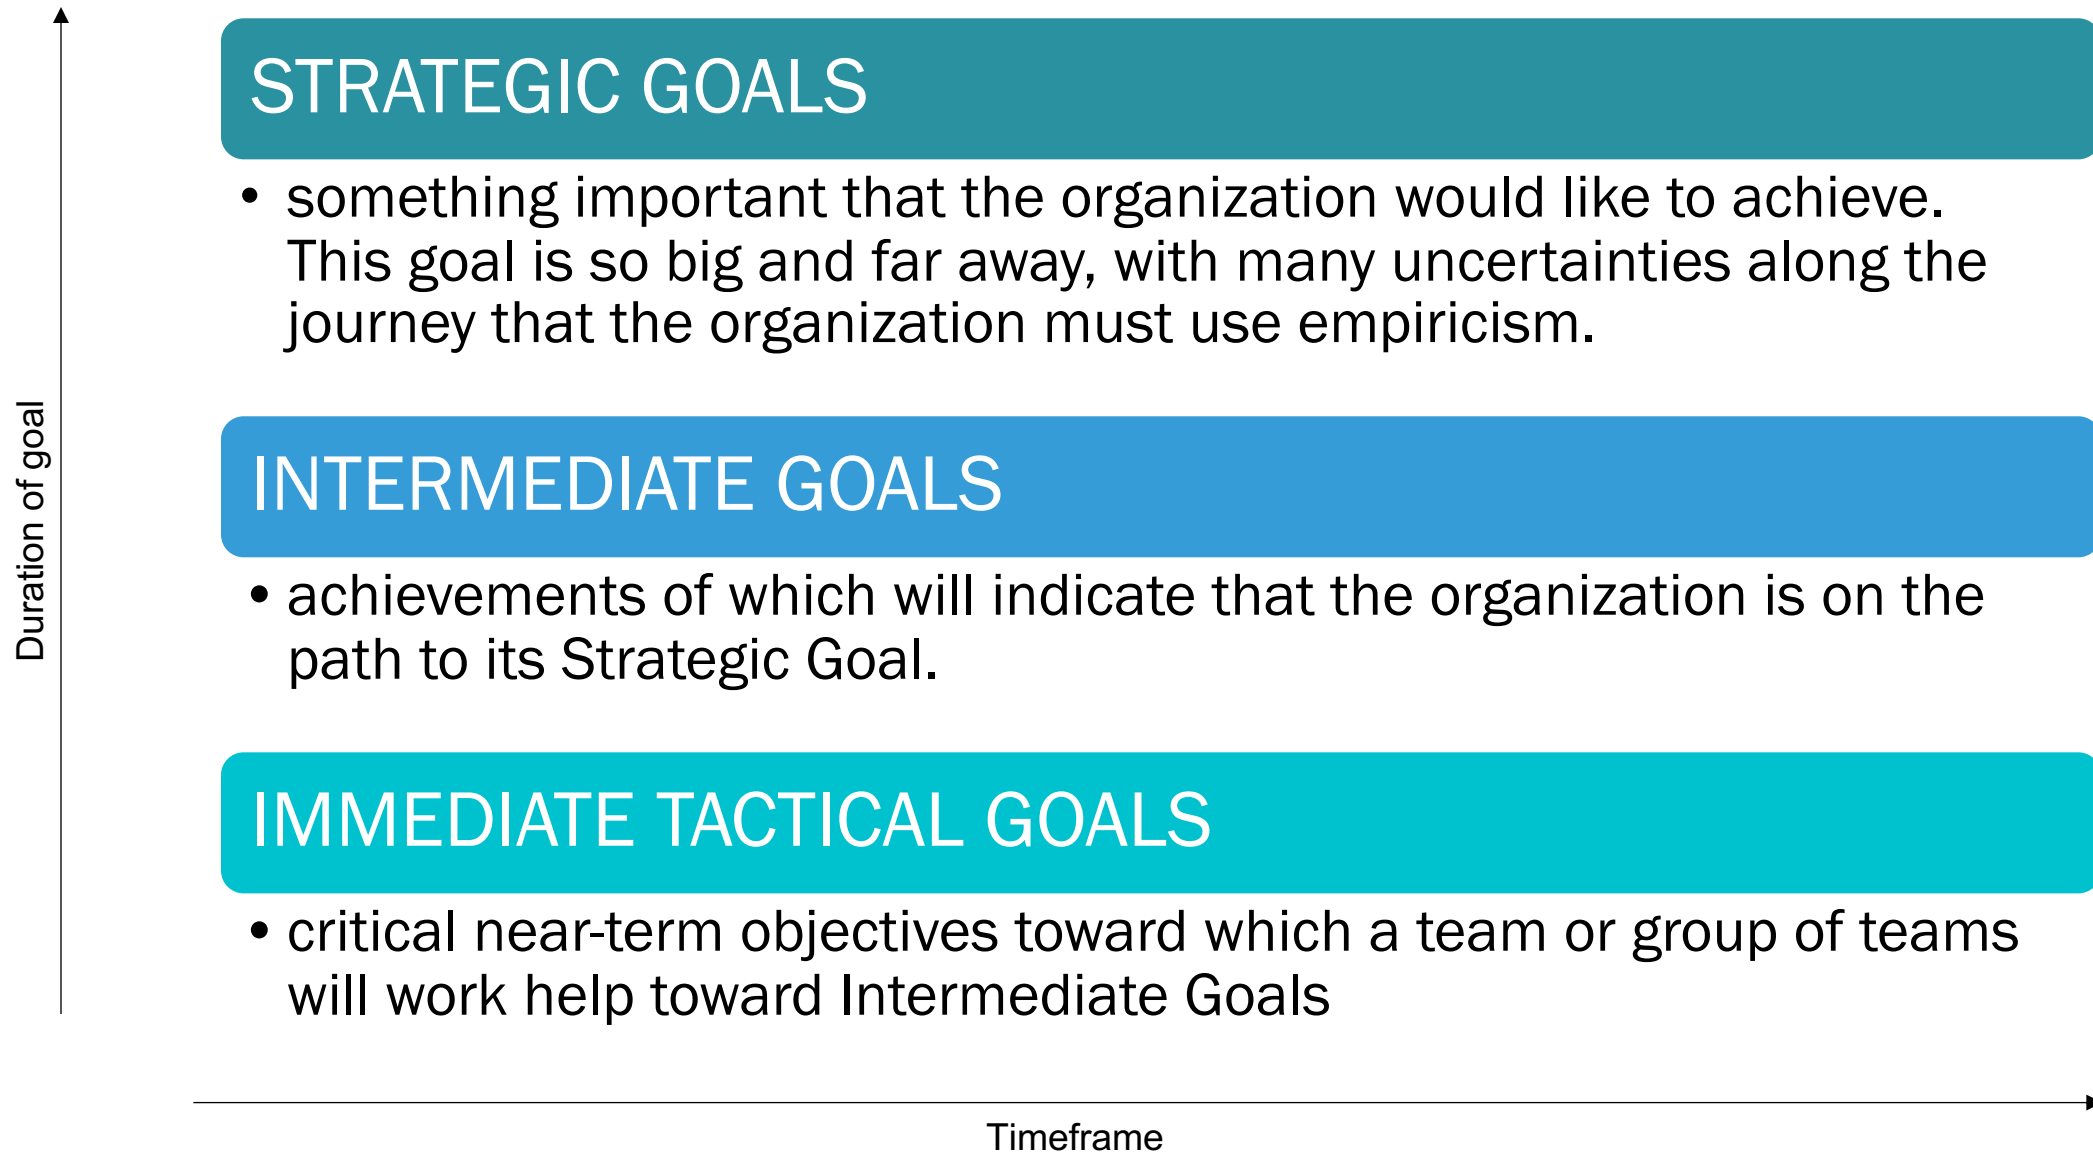 STRATEGIC GOALS
• something important that the organization would like to achieve.
This goal is so big and far away, with many uncertainties along the
journey that the organization must use empiricism.
Duration of goal
INTERMEDIATE GOALS
• achievements of which will indicate that the organization is on the
path to its Strategic Goal.
IMMEDIATE TACTICAL GOALS
• critical near-term objectives toward which a team or group of teams
will work help toward Intermediate Goals
Timeframe